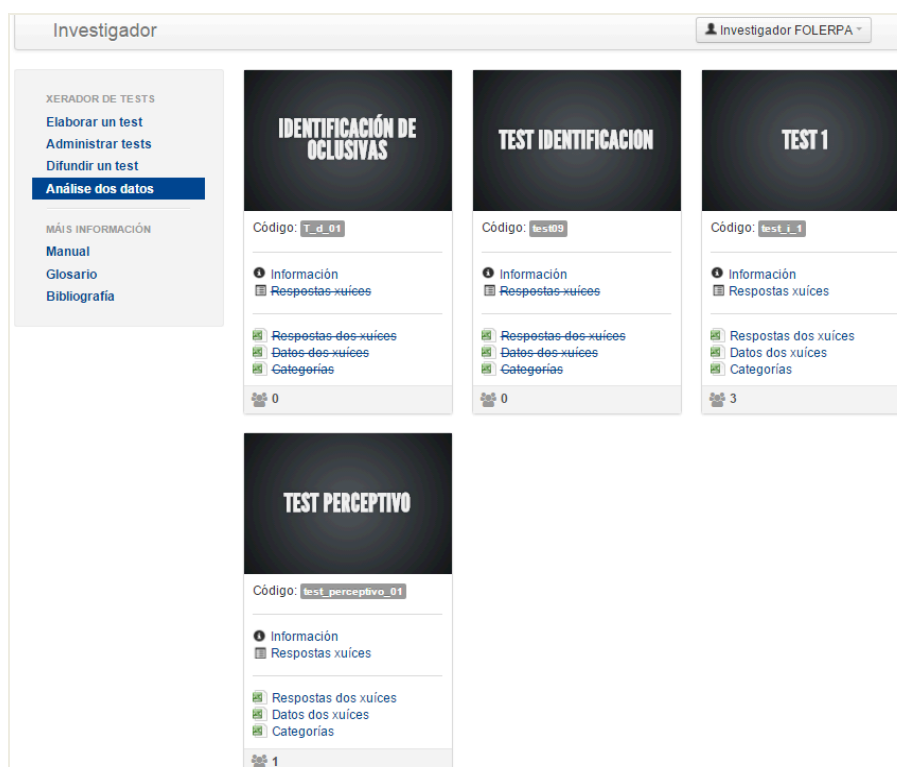 Investigador
Investigador FOLERPA
XERADOR DE TESTS
Elaborar un test
Administrar tests
Difundir un test
Análise dos datos
MÁIS INFORMACIÓN
Manual
Glosario
Bibliografía
IDENTIFICACIÓN DE
OCLUSIVAS
Código: T_d_01
Información
Respostas xuíces
Respostas dos xuíces
Datos dos xuíces
Categorías
0
TEST IDENTIFICACION
Código: test09
Información
Respostas xuíces
Respostas dos xuíces
Datos dos xuíces
Categorías
0
TEST 1
Código: test_i_1
Información
Respostas xuíces
Respostas dos xuíces
Datos dos xuíces
Categorías
3
TEST PERCEPTIVO
Código: test_perceptivo_01
Información
Respostas xuíces
Respostas dos xuíces
Datos dos xuíces
Categorías
1